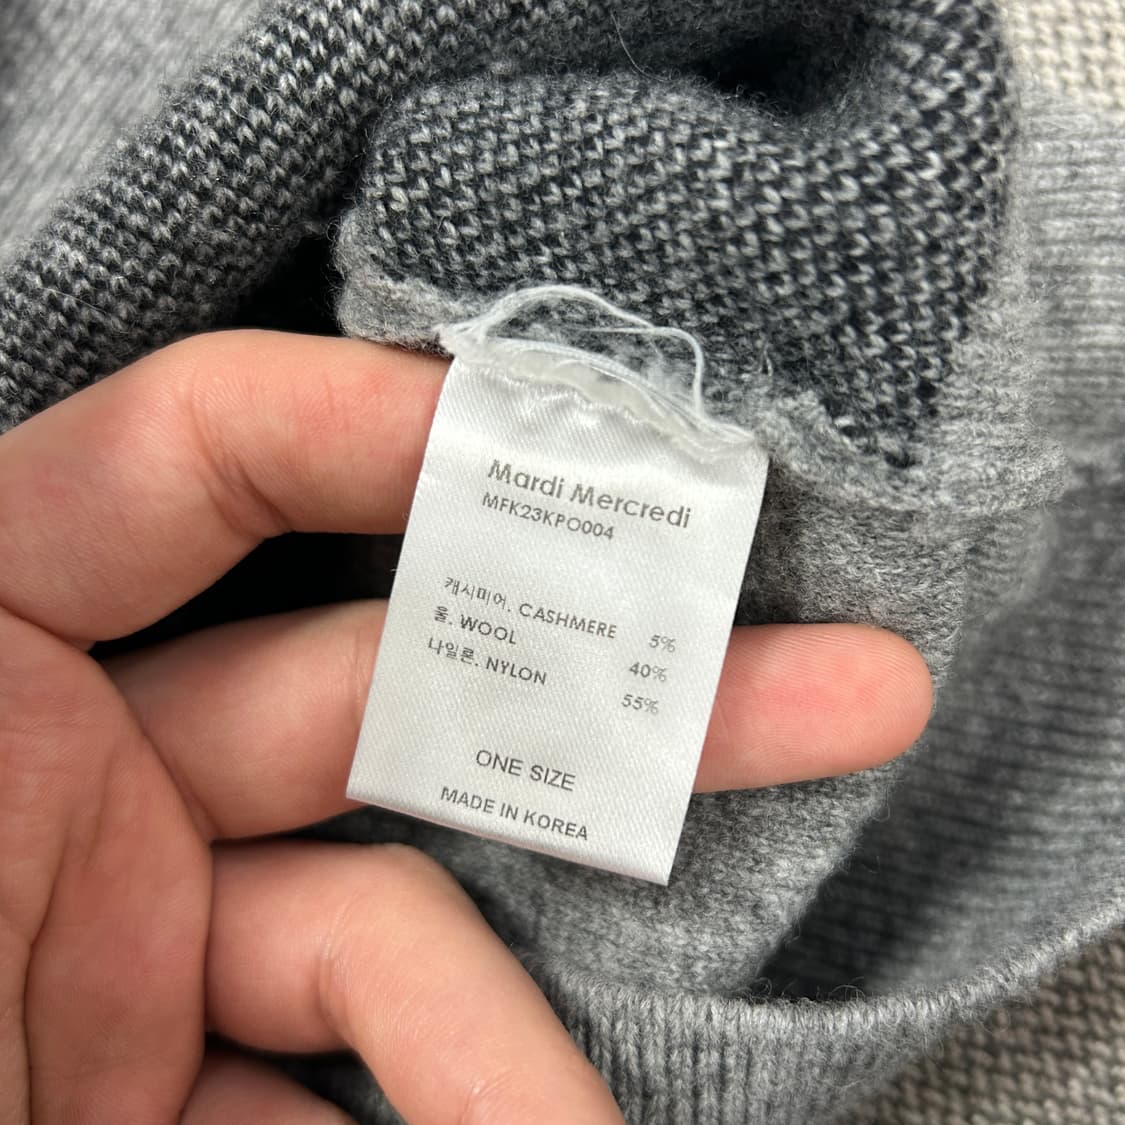 Mardi Mercredi
MFK23KPO004
캐시미어. CASHMERE 5%
울. WOOL 40%
나일론. NYLON 55%
ONE SIZE
MADE IN KOREA